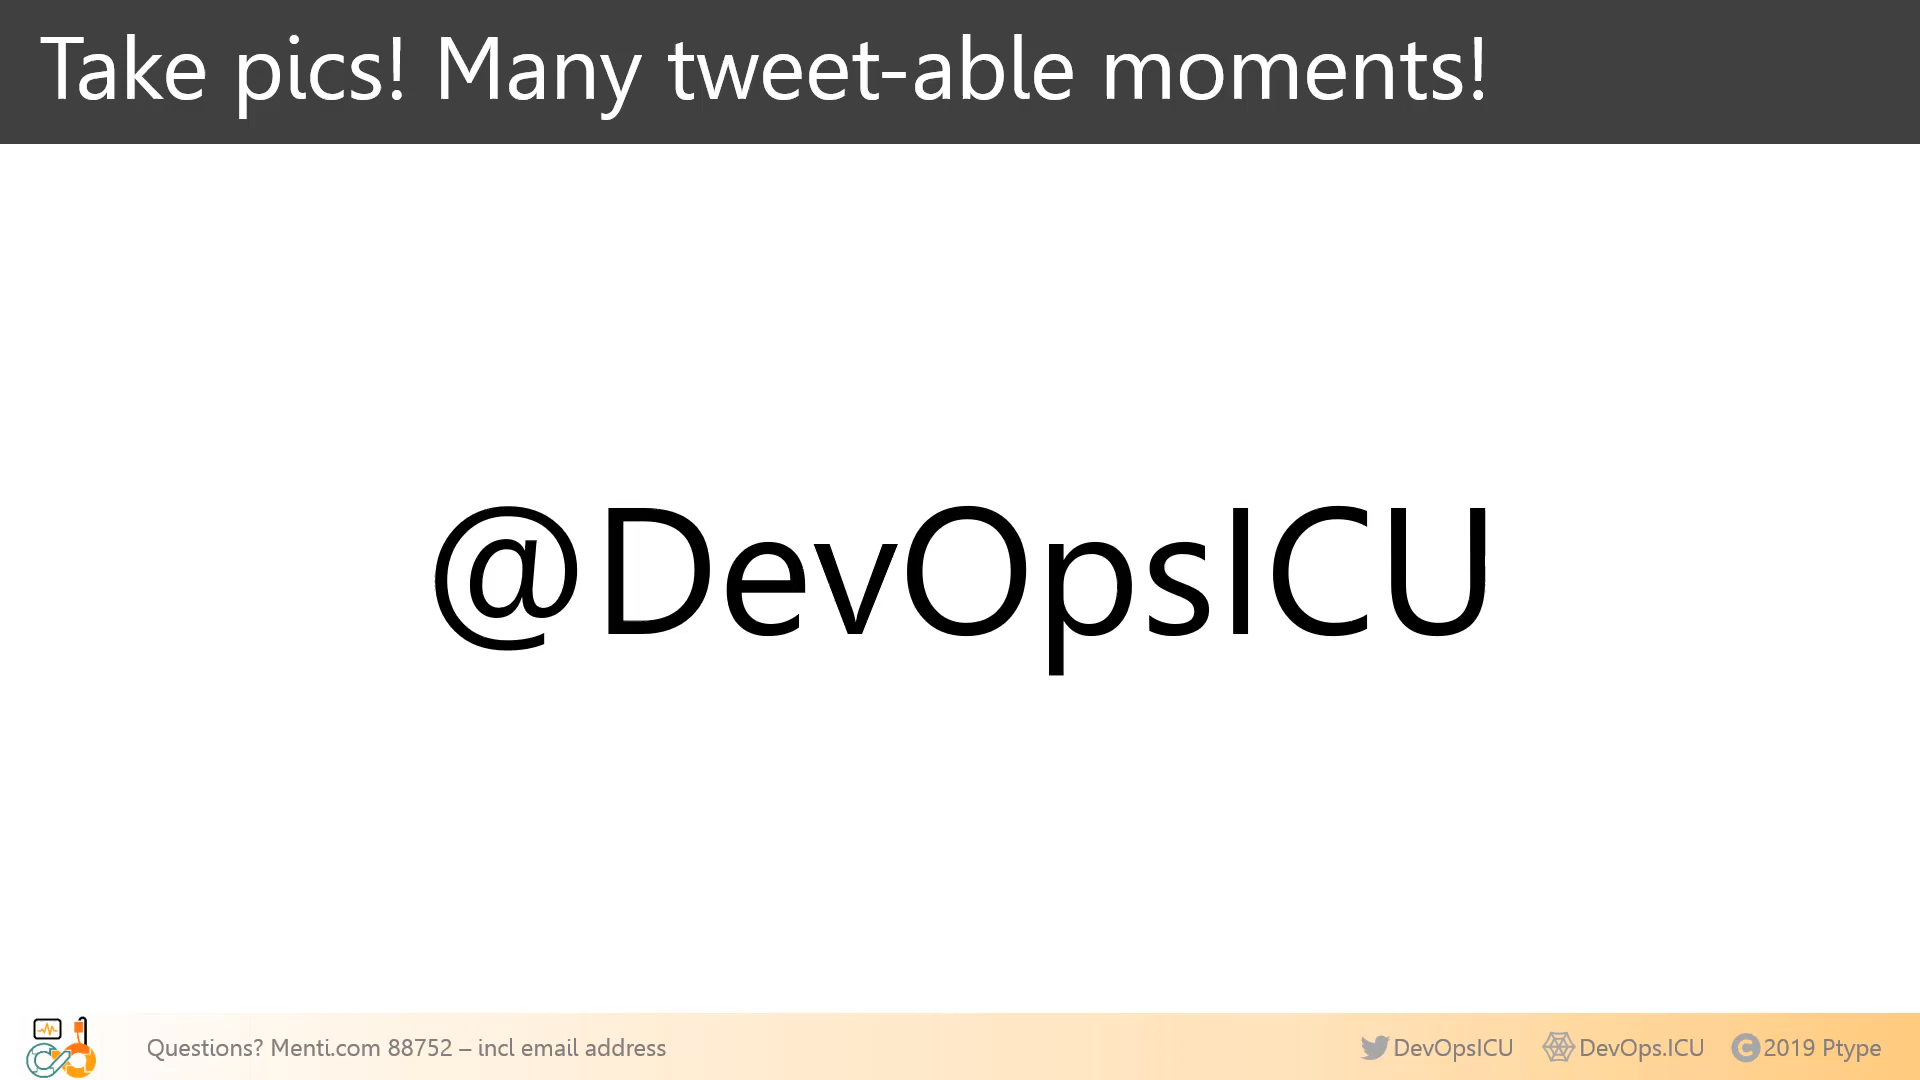 Take pics! Many tweet-able moments!
@DevOpsICU
Questions? Menti.com 88752 – incl email address
DevOpsICU DevOps.ICU © 2019 Ptype